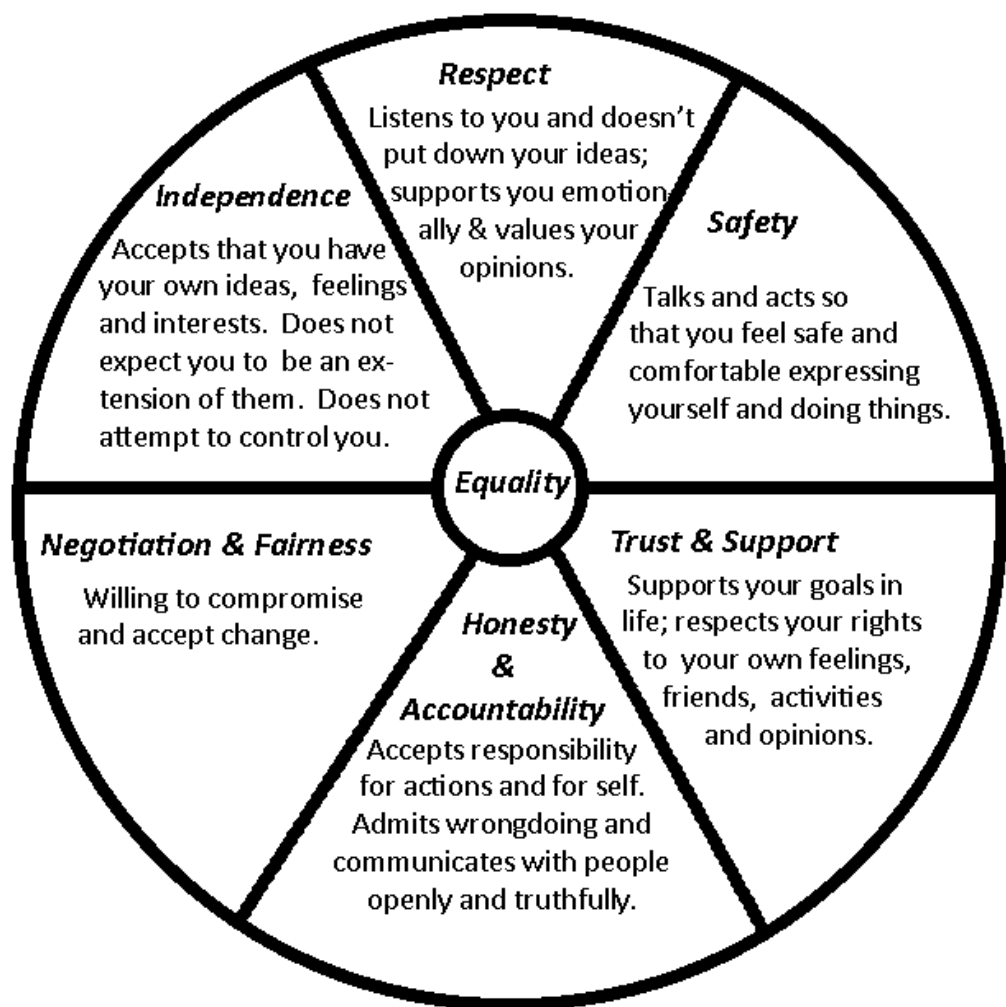 Respect
Listens to you and doesn't
put down your ideas;
supports you emotion-
ally & values your
opinions.
Safety
Talks and acts so
that you feel safe and
comfortable expressing
yourself and doing things.
Trust & Support
Supports your goals in
life; respects your rights
to your own feelings,
friends, activities
and opinions.
Honesty
&
Accountability
Accepts responsibility
for actions and for self.
Admits wrongdoing and
communicates with people
openly and truthfully.
Negotiation & Fairness
Willing to compromise
and accept change.
Independence
Accepts that you have
your own ideas, feelings
and interests. Does not
expect you to be an ex-
tension of them. Does not
attempt to control you.
Equality